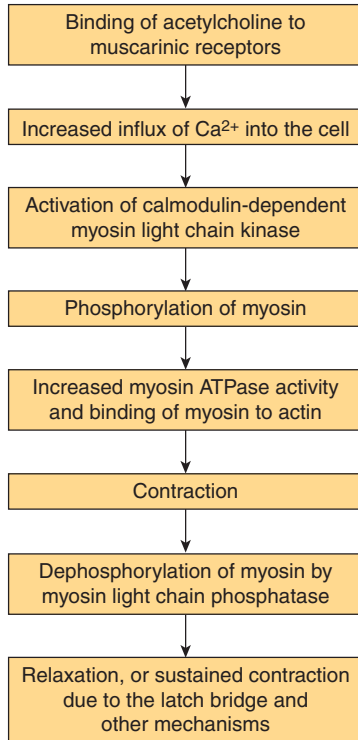 Binding of acetylcholine to
muscarinic receptors
Increased influx of Ca²⁺ into the cell
Activation of calmodulin-dependent
myosin light chain kinase
Phosphorylation of myosin
Increased myosin ATPase activity
and binding of myosin to actin
Contraction
Dephosphorylation of myosin by
myosin light chain phosphatase
Relaxation, or sustained contraction
due to the latch bridge and
other mechanisms